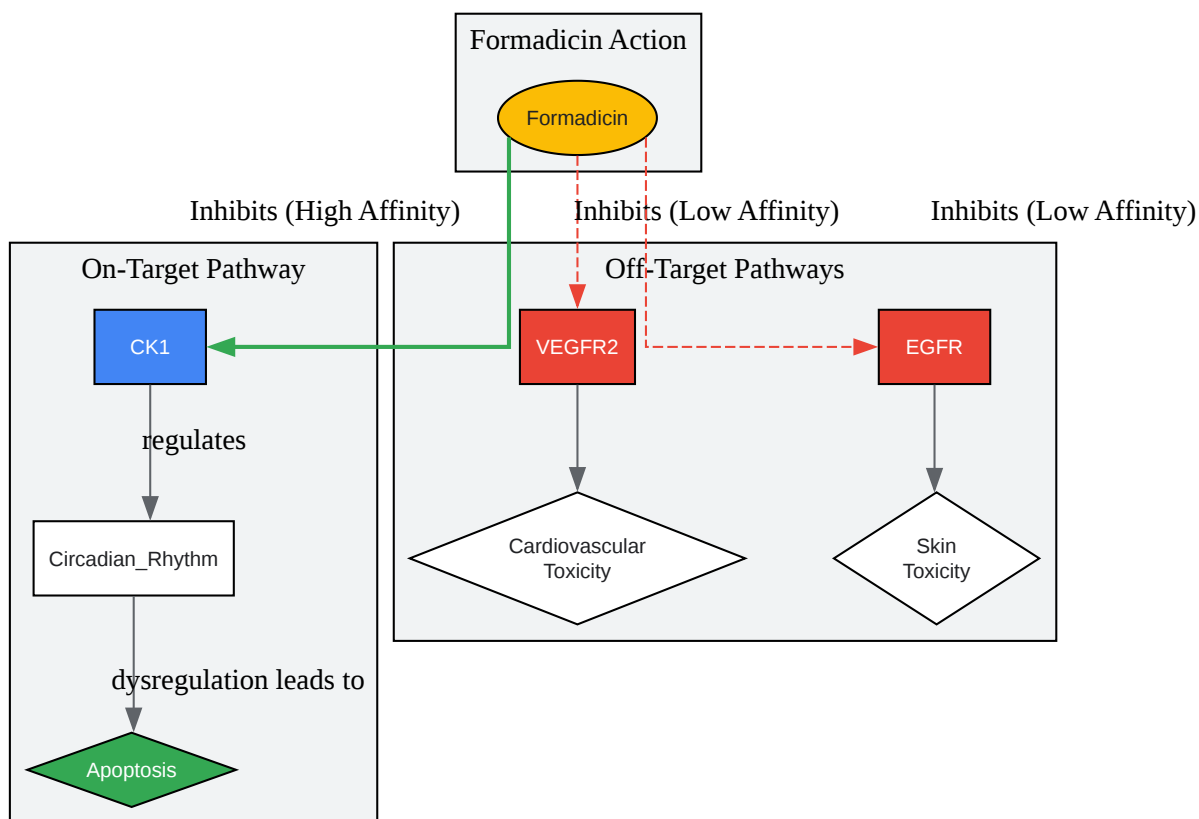 Formadicin Action
Formadicin
Inhibits (High Affinity)
Inhibits (Low Affinity)
Inhibits (Low Affinity)
On-Target Pathway
Off-Target Pathways
CK1
VEGFR2
EGFR
regulates
Circadian_Rhythm
Cardiovascular
Toxicity
Skin
Toxicity
dysregulation leads to
Apoptosis